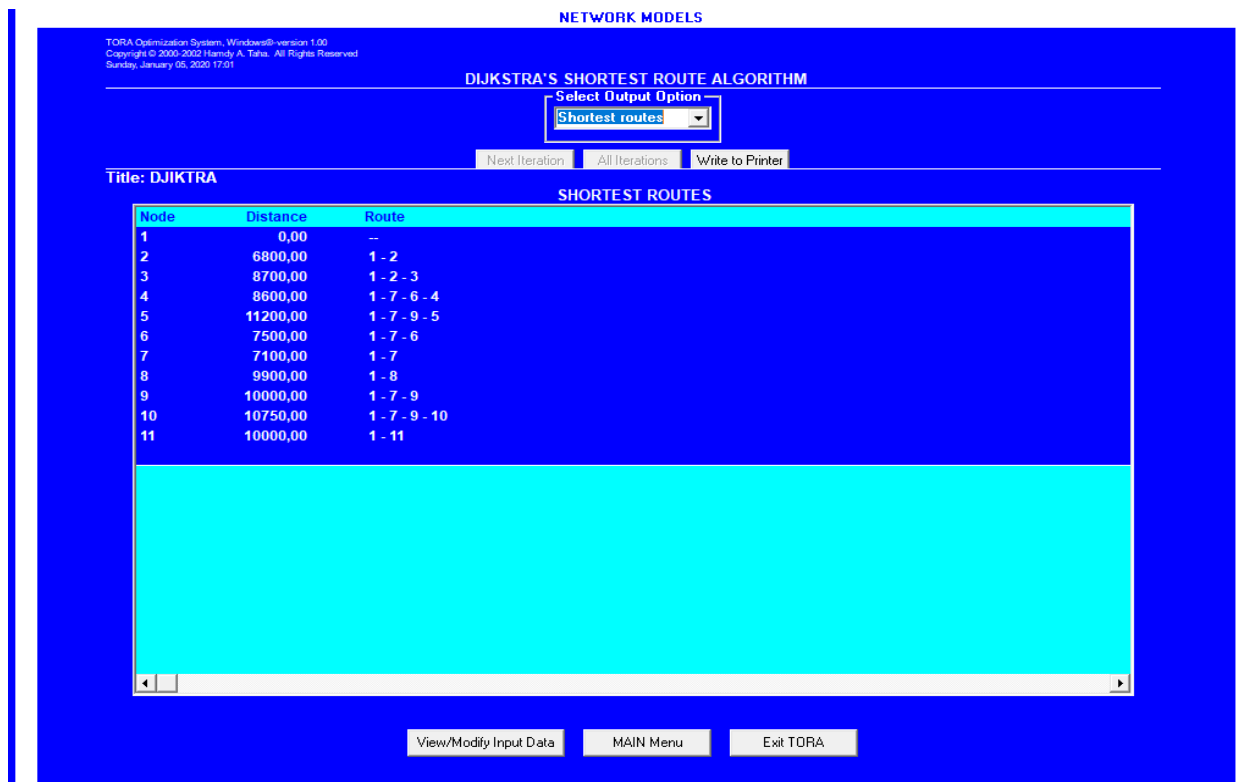 NETWORK MODELS
TORA Optimization System, Windows®-version 1.00
Copyright © 2000-2002 Hamdy A. Taha. All Rights Reserved
Sunday, January 05, 2020 17:01
DIJKSTRA'S SHORTEST ROUTE ALGORITHM
Select Output Option
Shortest routes
Next Iteration All Iterations Write to Printer
Title: DJIKTRA
SHORTEST ROUTES
Node Distance Route
1 0,00 --
2 6800,00 1 - 2
3 8700,00 1 - 2 - 3
4 8600,00 1 - 7 - 6 - 4
5 11200,00 1 - 7 - 9 - 5
6 7500,00 1 - 7 - 6
7 7100,00 1 - 7
8 9900,00 1 - 8
9 10000,00 1 - 7 - 9
10 10750,00 1 - 7 - 9 - 10
11 10000,00 1 - 11
View/Modify Input Data MAIN Menu Exit TORA